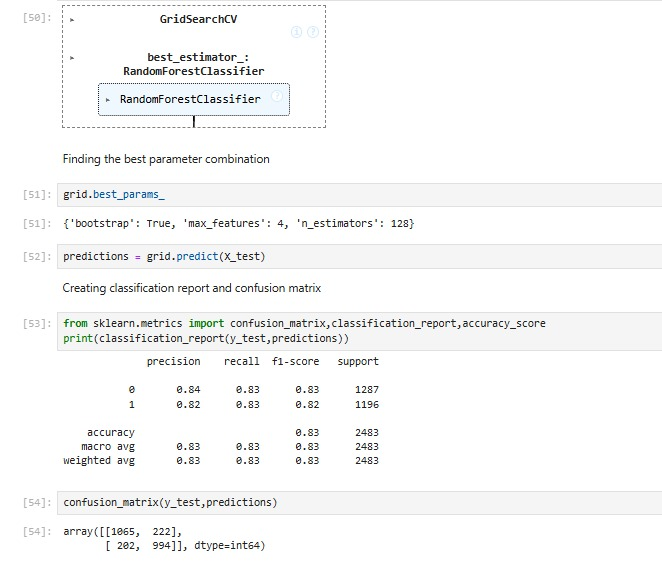 [50]:
GridSearchCV
best_estimator_:
RandomForestClassifier
RandomForestClassifier
Finding the best parameter combination
[51]: grid.best_params_
[51]: {'bootstrap': True, 'max_features': 4, 'n_estimators': 128}
[52]: predictions = grid.predict(X_test)
Creating classification report and confusion matrix
[53]: from sklearn.metrics import confusion_matrix,classification_report,accuracy_score
print(classification_report(y_test,predictions))
precision recall f1-score support
0 0.84 0.83 0.83 1287
1 0.82 0.83 0.82 1196
accuracy 0.83 2483
macro avg 0.83 0.83 0.83 2483
weighted avg 0.83 0.83 0.83 2483
[54]: confusion_matrix(y_test,predictions)
[54]: array([[1065, 222],
[ 202, 994]], dtype=int64)